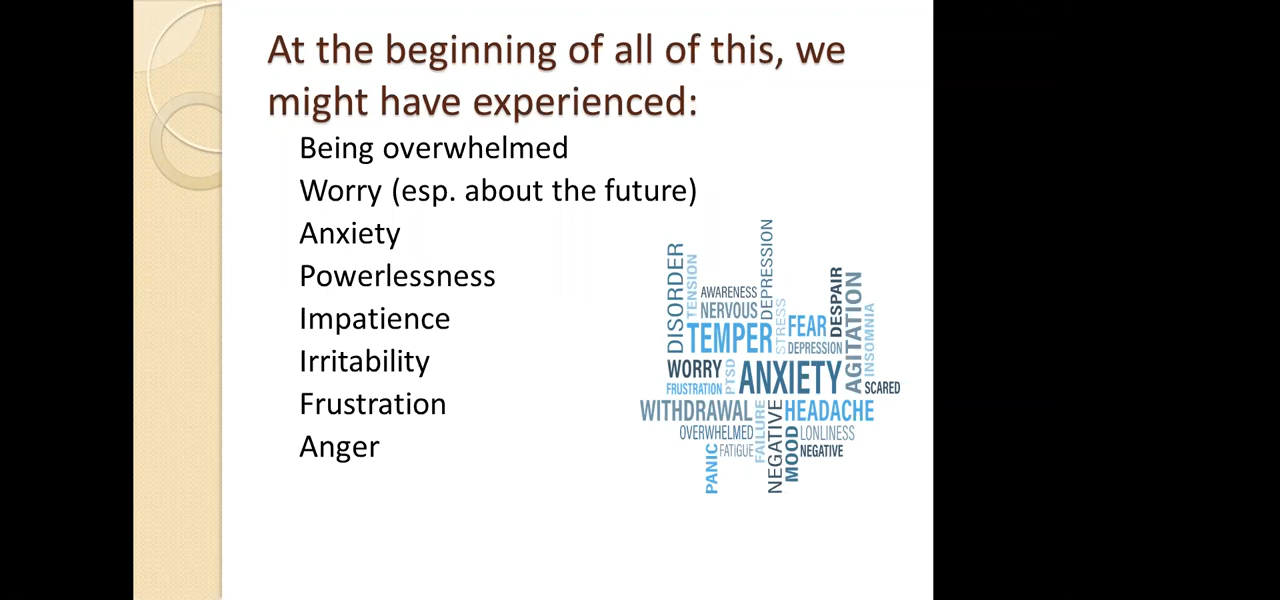 At the beginning of all of this, we
might have experienced:
Being overwhelmed
Worry (esp. about the future)
Anxiety
Powerlessness
Impatience
Irritability
Frustration
Anger
DISORDER
TENSION
AWARENESS
NERVOUS
DEPRESSION
TEMPER
STRESS
FEAR
DEPRESSION
DESPAIR
AGITATION
INSOMNIA
WORRY
FRUSTRATION
PTSD
ANXIETY
SCARED
WITHDRAWAL
OVERWHELMED
FATIGUE
PANIC
FAILURE
NEGATIVE
MOOD
HEADACHE
LONLINESS
NEGATIVE